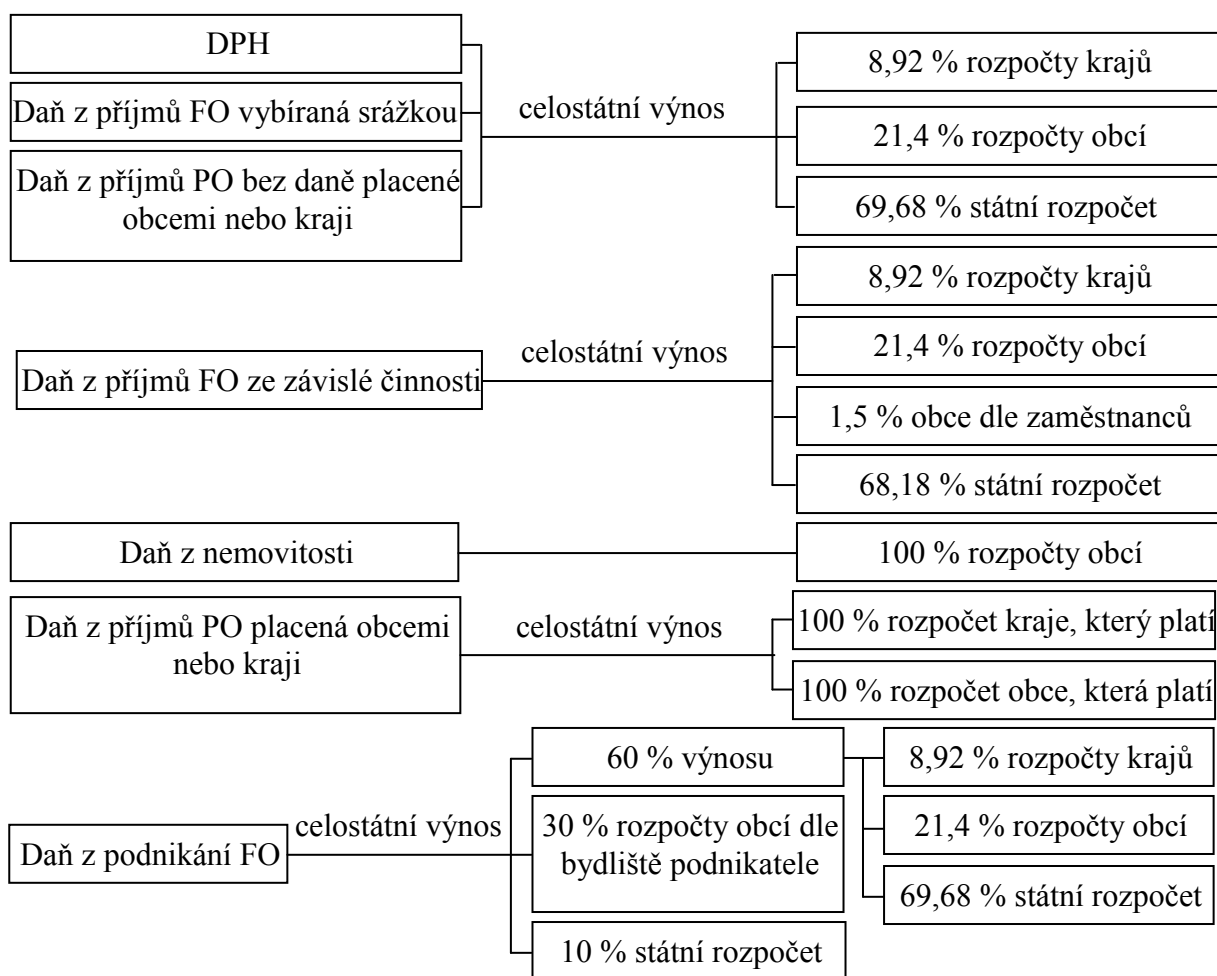 DPH
Daň z příjmů FO vybíraná srážkou
Daň z příjmů PO bez daně placené
obcemi nebo kraji
celostátní výnos
8,92 % rozpočty krajů
21,4 % rozpočty obcí
69,68 % státní rozpočet
Daň z příjmů FO ze závislé činnosti
celostátní výnos
8,92 % rozpočty krajů
21,4 % rozpočty obcí
1,5 % obce dle zaměstnanců
68,18 % státní rozpočet
Daň z nemovitosti
100 % rozpočty obcí
Daň z příjmů PO placená obcemi
nebo kraji
celostátní výnos
100 % rozpočet kraje, který platí
100 % rozpočet obce, která platí
Daň z podnikání FO
celostátní výnos
60 % výnosu
30 % rozpočty obcí dle
bydliště podnikatele
10 % státní rozpočet
8,92 % rozpočty krajů
21,4 % rozpočty obcí
69,68 % státní rozpočet